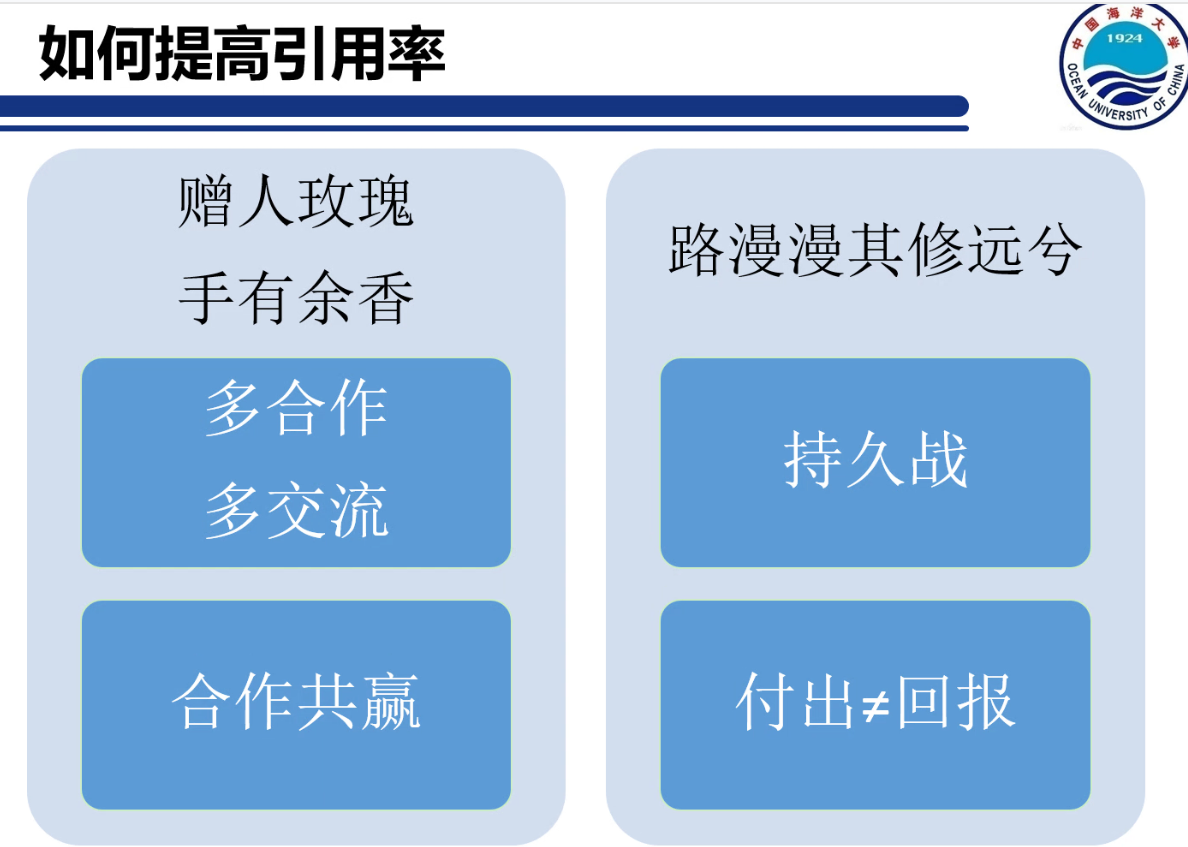 如何提高引用率
中国海洋大学
1924
OCEAN UNIVERSITY OF CHINA
赠人玫瑰
手有余香
多合作
多交流
合作共赢
路漫漫其修远兮
持久战
付出≠回报